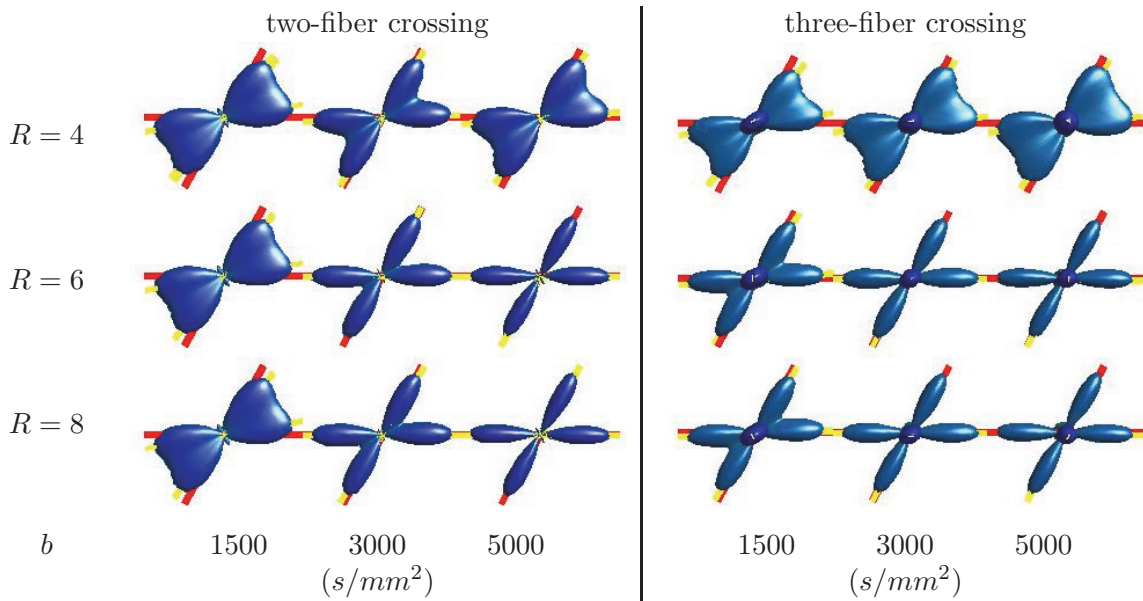 two-fiber crossing three-fiber crossing
R = 4
R = 6
R = 8
b 1500 3000 5000 1500 3000 5000
(s/mm²) (s/mm²)